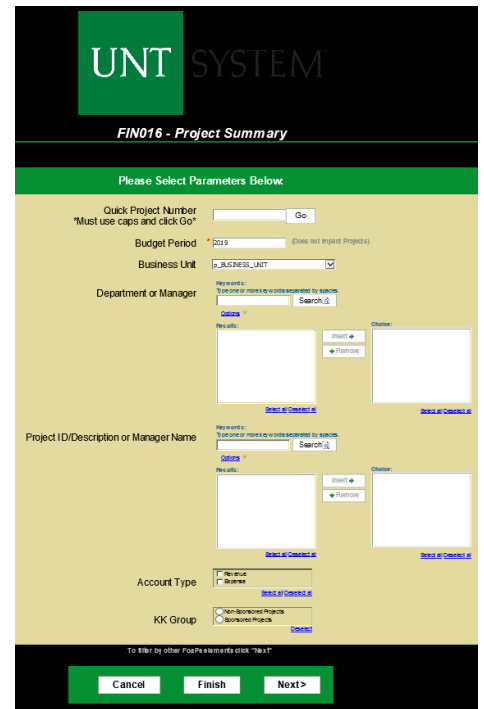 UNT SYSTEM
FIN016 - Project Summary
Please Select Parameters Below:
Quick Project Number
*Must use caps and click Go*
Go
Budget Period
* 2019
(Does not Impact Projects)
Business Unit
p_BUSINESS_UNIT
Department or Manager
Keywords:
Type one or more keywords separated by spaces.
Search
Options
Results:
Insert
Remove
Choice:
Select all Deselect all
Select all Deselect all
Project ID/Description or Manager Name
Keywords:
Type one or more keywords separated by spaces.
Search
Options
Results:
Insert
Remove
Choice:
Select all Deselect all
Select all Deselect all
Account Type
Revenue
Expense
Select all Deselect all
KK Group
Non-Sponsored Projects
Sponsored Projects
Deselect
To filter by other FoaPs elements click "Next"
Cancel
Finish
Next >